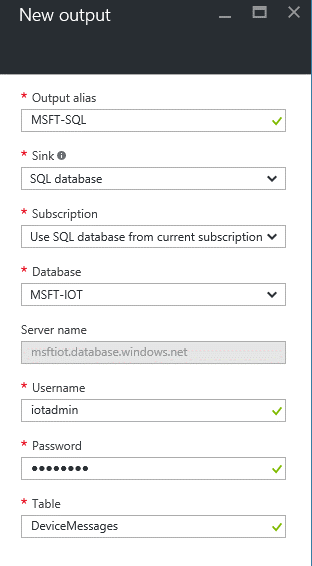 New output
* Output alias
MSFT-SQL
* Sink
SQL database
* Subscription
Use SQL database from current subscription
* Database
MSFT-IOT
Server name
msftiot.database.windows.net
* Username
iotadmin
* Password
••••••••
* Table
DeviceMessages